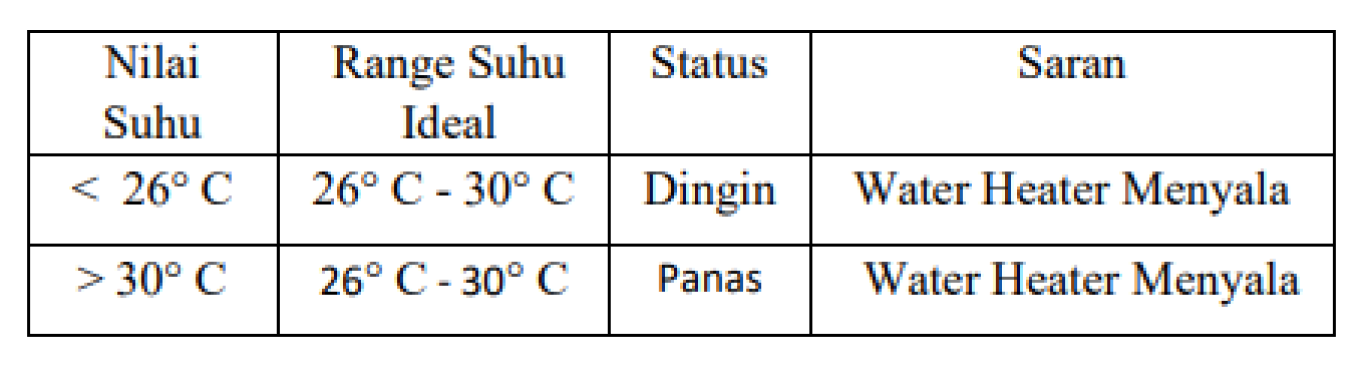 Nilai Suhu | Range Suhu Ideal | Status | Saran
< 26° C | 26° C - 30° C | Dingin | Water Heater Menyala
> 30° C | 26° C - 30° C | Panas | Water Heater Menyala